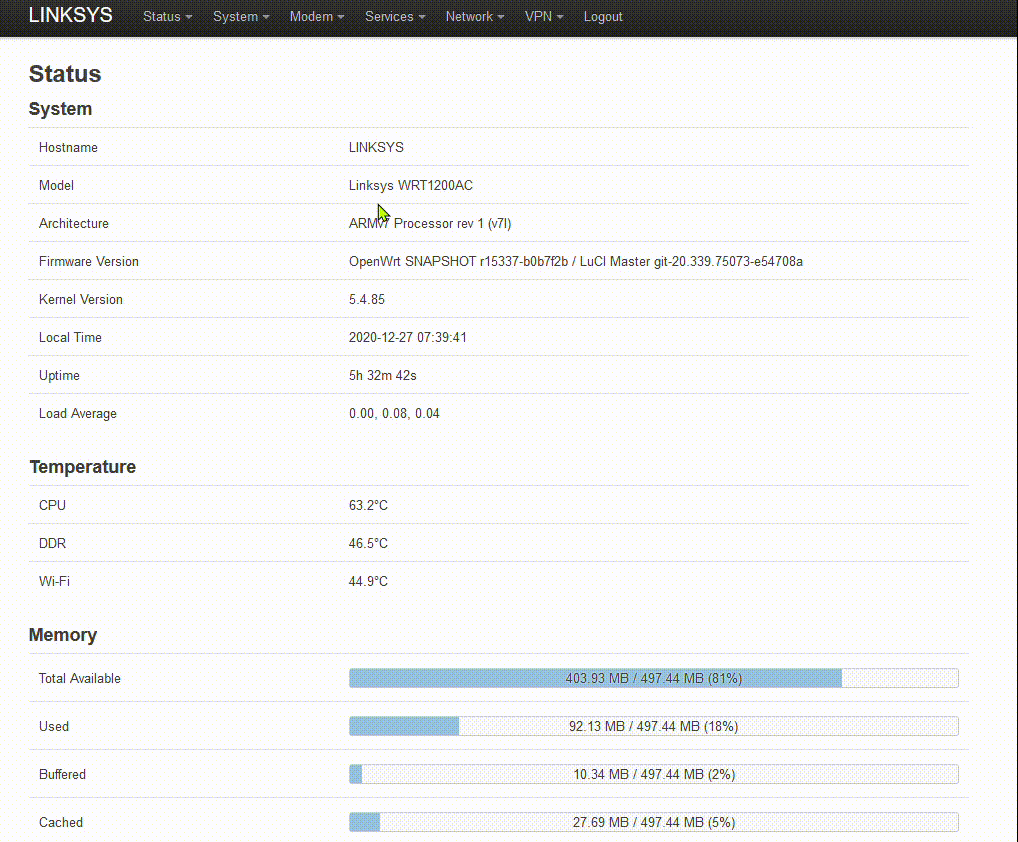 LINKSYS Status System Modem Services Network VPN Logout
Status
System
Hostname LINKSYS
Model Linksys WRT1200AC
Architecture ARMv7 Processor rev 1 (v7l)
Firmware Version OpenWrt SNAPSHOT r15337-b0b7f2b / LuCI Master git-20.339.75073-e54708a
Kernel Version 5.4.85
Local Time 2020-12-27 07:39:41
Uptime 5h 32m 42s
Load Average 0.00, 0.08, 0.04
Temperature
CPU 63.2°C
DDR 46.5°C
Wi-Fi 44.9°C
Memory
Total Available 403.93 MB / 497.44 MB (81%)
Used 92.13 MB / 497.44 MB (18%)
Buffered 10.34 MB / 497.44 MB (2%)
Cached 27.69 MB / 497.44 MB (5%)